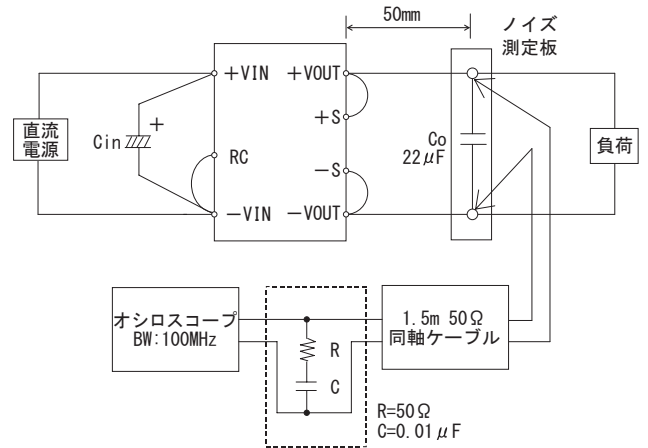 50mm
ノイズ
測定板
+VIN
+VOUT
+S
直流
電源
Cin
+
RC
Co
22μF
負荷
-S
-VIN
-VOUT
オシロスコープ
BW:100MHz
R
C
1.5m 50Ω
同軸ケーブル
R=50Ω
C=0.01μF